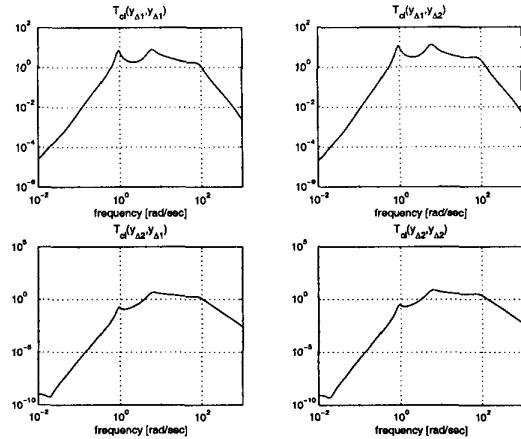 T_cl(y_Δ1,y_Δ1)
10^2
10^0
10^-2
10^-4
10^-6
10^-2 10^0 10^2
frequency [rad/sec]
T_cl(y_Δ1,y_Δ2)
10^2
10^0
10^-2
10^-4
10^-6
10^-2 10^0 10^2
frequency [rad/sec]
T_cl(y_Δ2,y_Δ1)
10^5
10^0
10^-5
10^-10
10^-2 10^0 10^2
frequency [rad/sec]
T_cl(y_Δ2,y_Δ2)
10^5
10^0
10^-5
10^-10
10^-2 10^0 10^2
frequency [rad/sec]